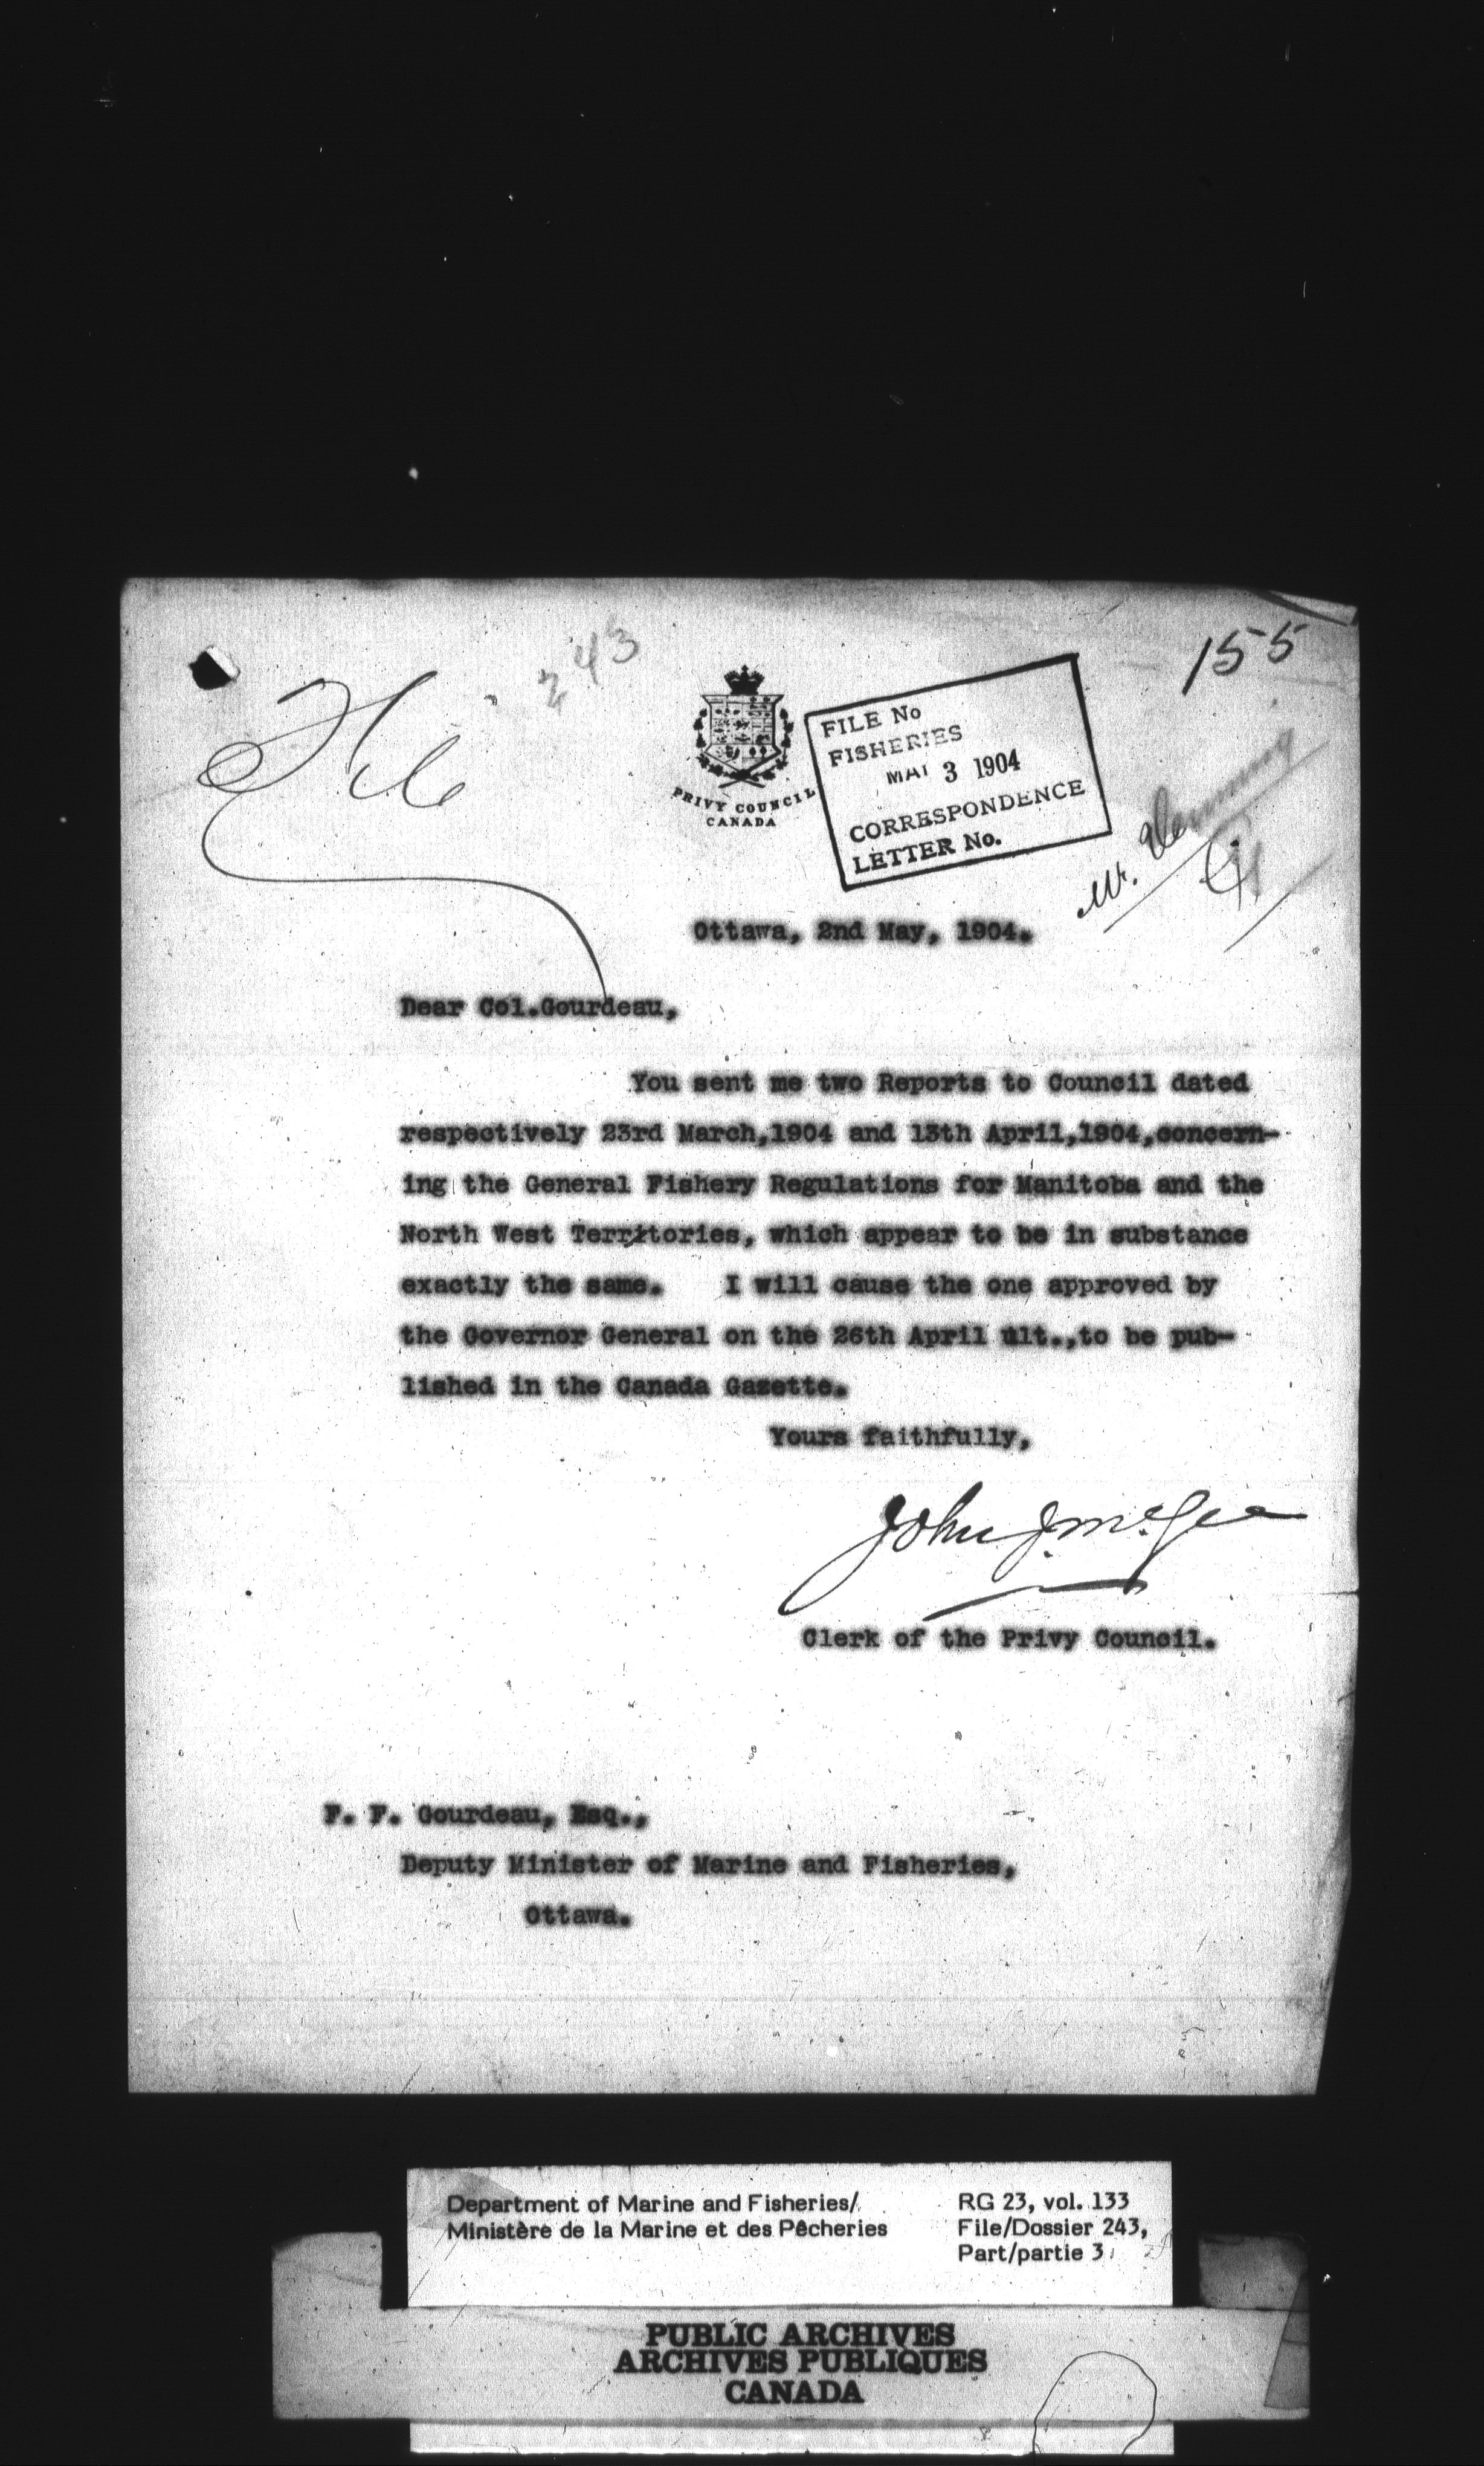 243
155
File
PRIVY COUNCIL
CANADA
FILE No
FISHERIES
MAI 3 1904
CORRESPONDENCE
LETTER No.
Mr.
Ottawa, 2nd May, 1904.
Dear Col.Gourdeau,
You sent me two Reports to Council dated
respectively 23rd March,1904 and 13th April,1904,concern-
ing the General Fishery Regulations for Manitoba and the
North West Territories, which appear to be in substance
exactly the same. I will cause the one approved by
the Governor General on the 26th April ult.,to be pub-
lished in the Canada Gazette.
Yours faithfully,
John J. McGee
Clerk of the Privy Council.
F. F. Gourdeau, Esq.,
Deputy Minister of Marine and Fisheries,
Ottawa.
Department of Marine and Fisheries/
Ministère de la Marine et des Pêcheries
RG 23, vol. 133
File/Dossier 243,
Part/partie 3
PUBLIC ARCHIVES
ARCHIVES PUBLIQUES
CANADA